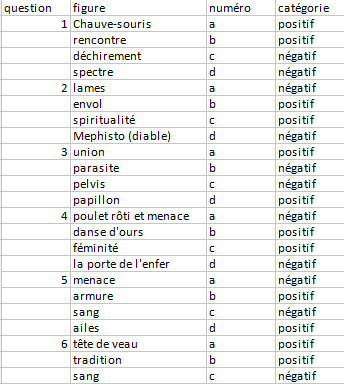 question figure numéro catégorie
1 Chauve-souris a positif
rencontre b positif
déchirement c négatif
spectre d négatif
2 lames a négatif
envol b positif
spiritualité c positif
Mephisto (diable) d négatif
3 union a positif
parasite b négatif
pelvis c négatif
papillon d positif
4 poulet rôti et menace a négatif
danse d'ours b positif
féminité c positif
la porte de l'enfer d négatif
5 menace a négatif
armure b positif
sang c négatif
ailes d positif
6 tête de veau a positif
tradition b positif
sang c négatif